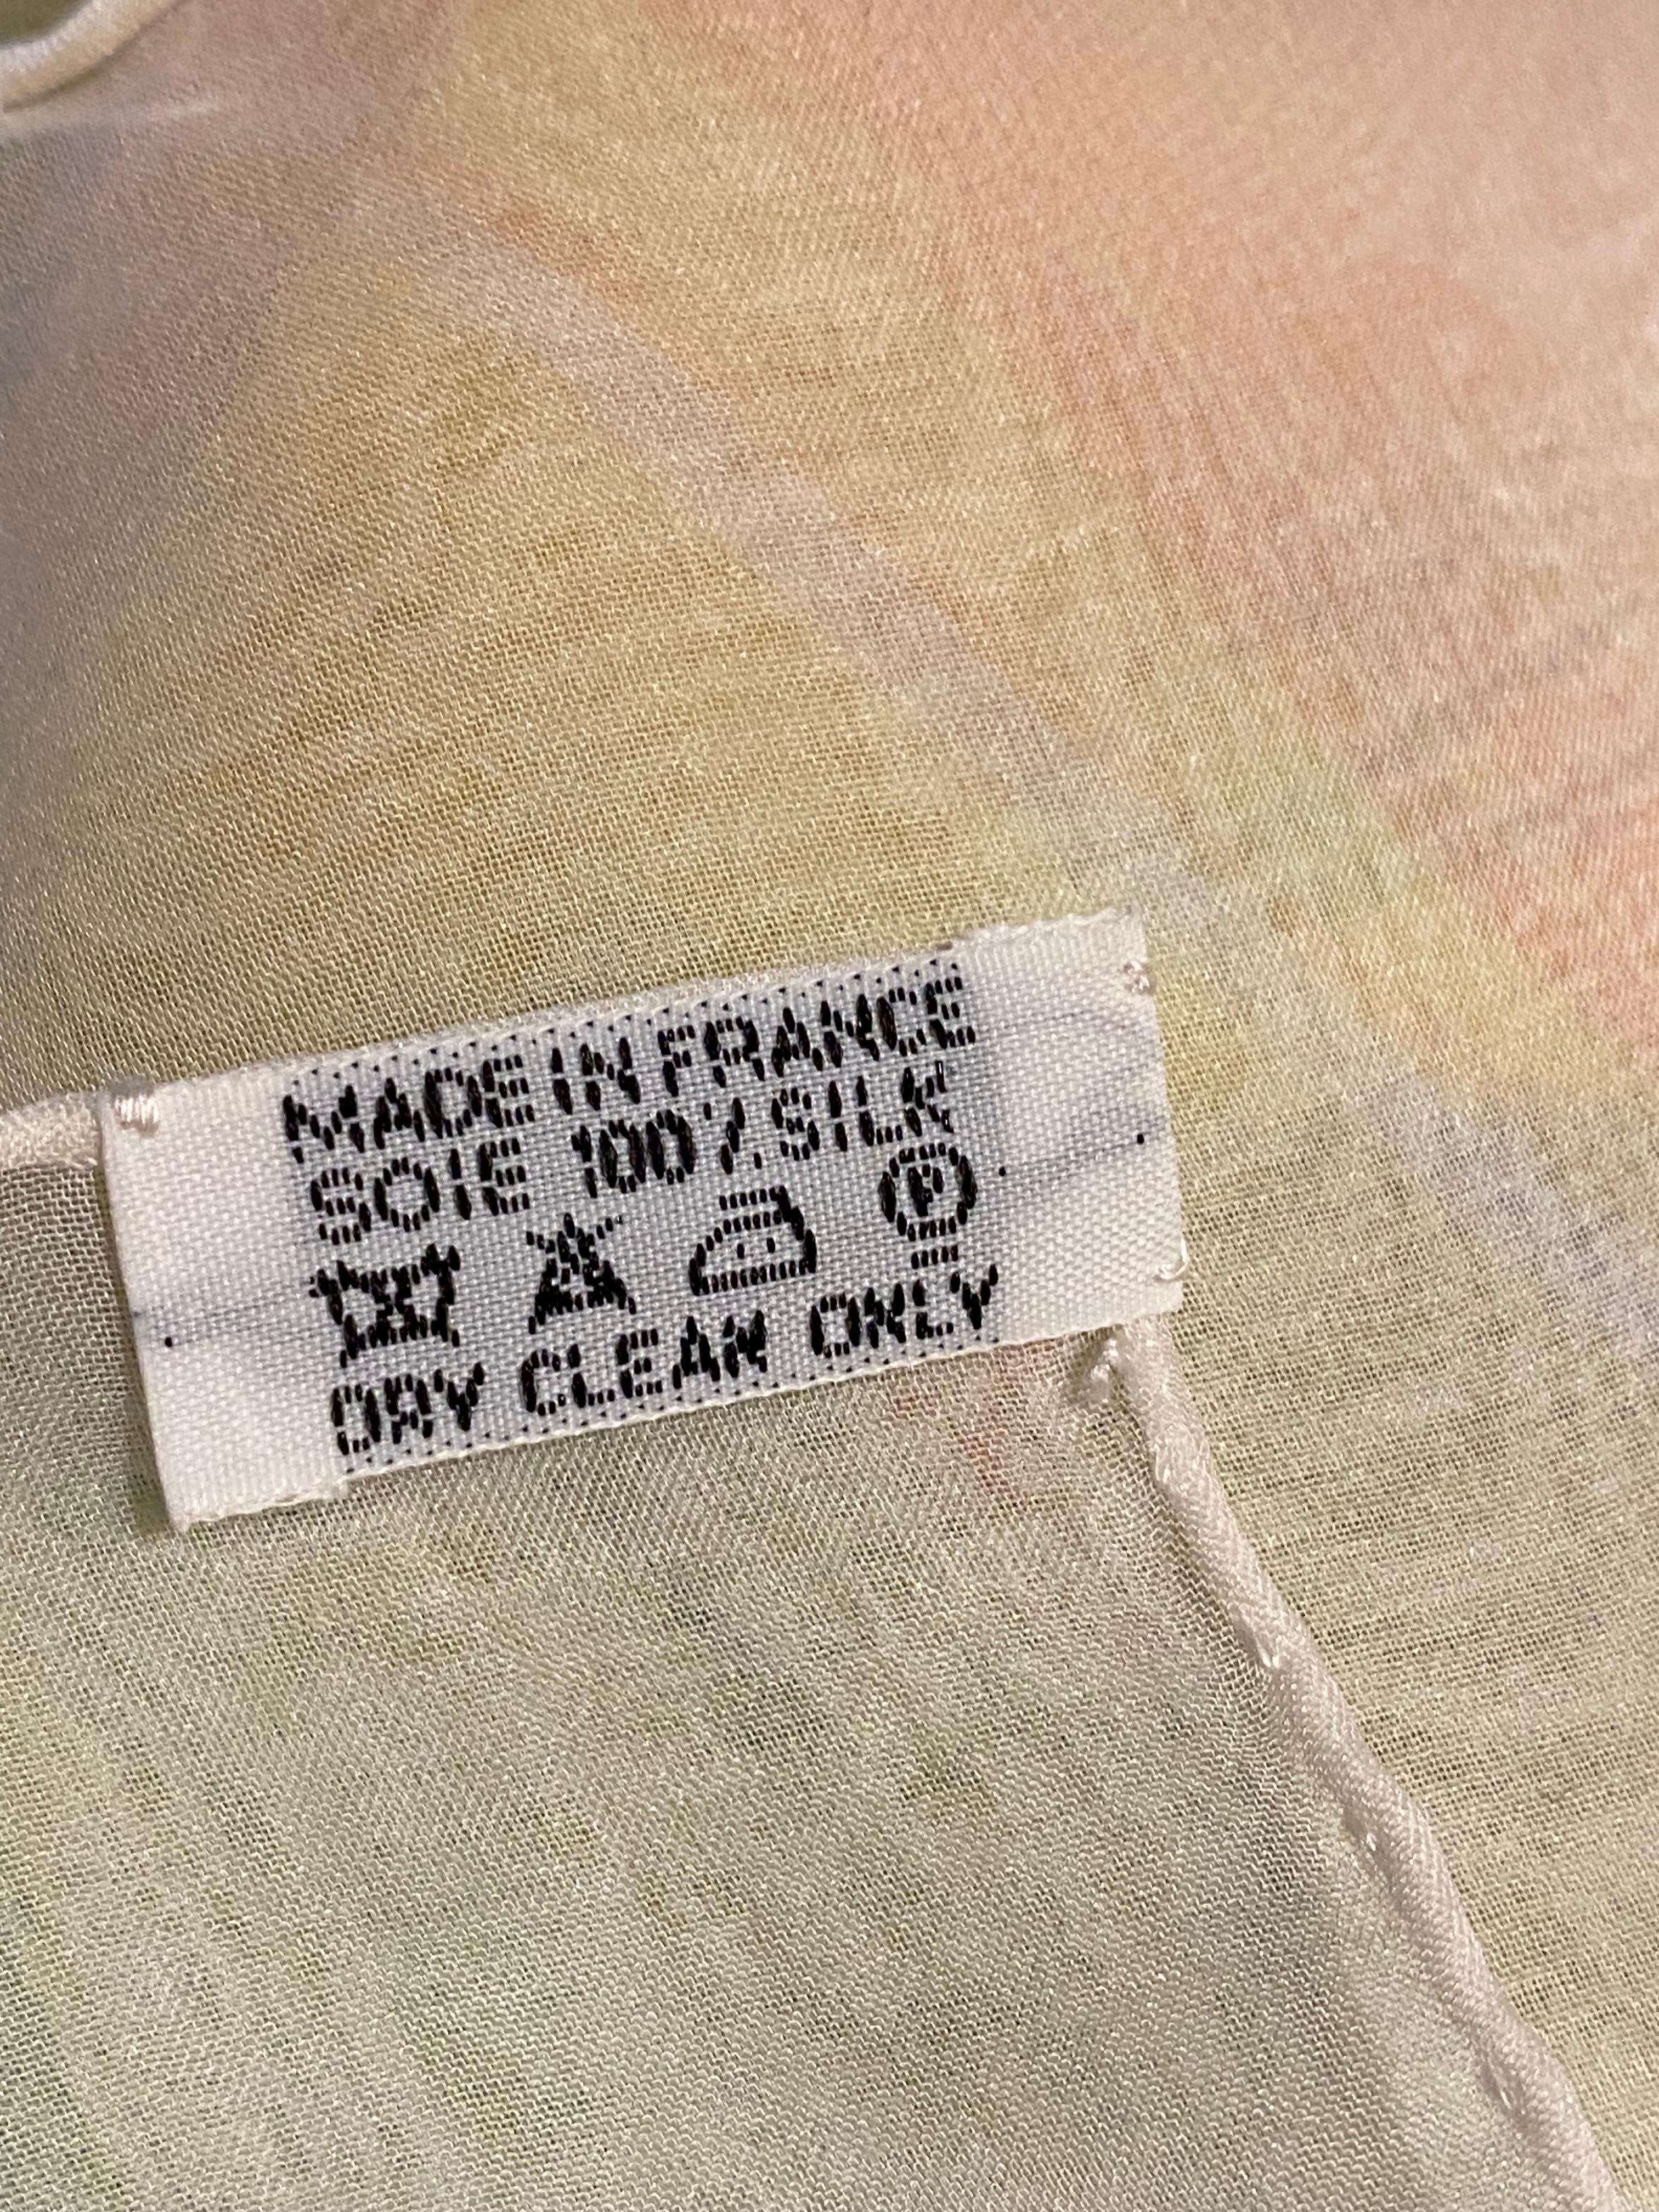 MADE IN FRANCE
SOIE 100% SILK
P
DRY CLEAN ONLY